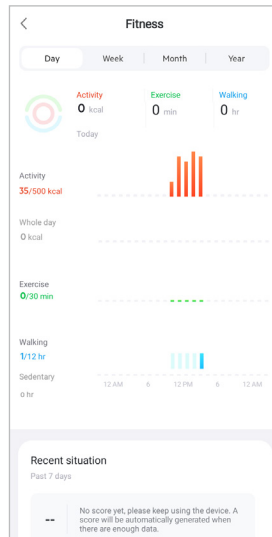 Fitness
Day Week Month Year
Activity Exercise Walking
0 kcal 0 min 0 hr
Today
Activity
35/500 kcal
Whole day
0 kcal
Exercise
0/30 min
Walking
1/12 hr
Sedentary
0 hr
12 AM 6 12 PM 6 12 AM
Recent situation
Past 7 days
-- No score yet, please keep using the device. A
score will be automatically generated when
there are enough data.